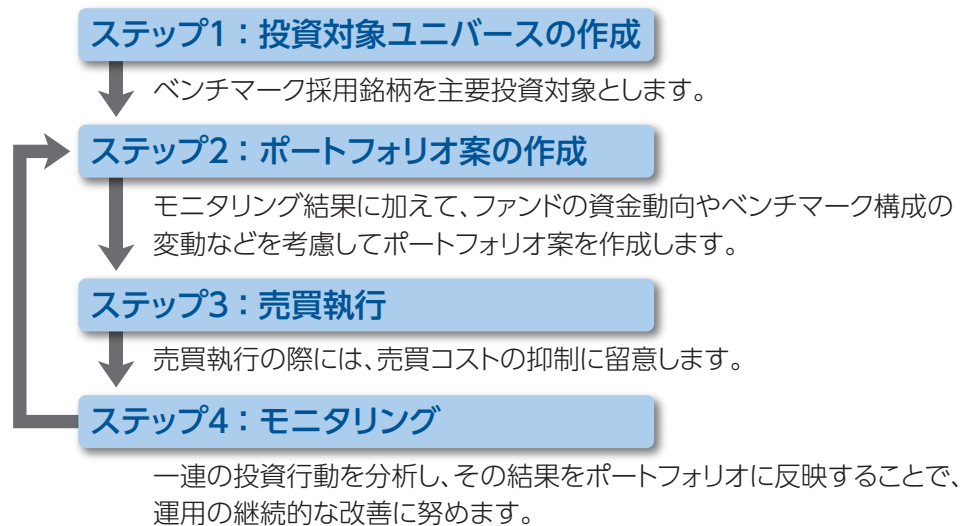 ステップ1：投資対象ユニバースの作成
ベンチマーク採用銘柄を主要投資対象とします。
ステップ2：ポートフォリオ案の作成
モニタリング結果に加えて、ファンドの資金動向やベンチマーク構成の
変動などを考慮してポートフォリオ案を作成します。
ステップ3：売買執行
売買執行の際には、売買コストの抑制に留意します。
ステップ4：モニタリング
一連の投資行動を分析し、その結果をポートフォリオに反映することで、
運用の継続的な改善に努めます。